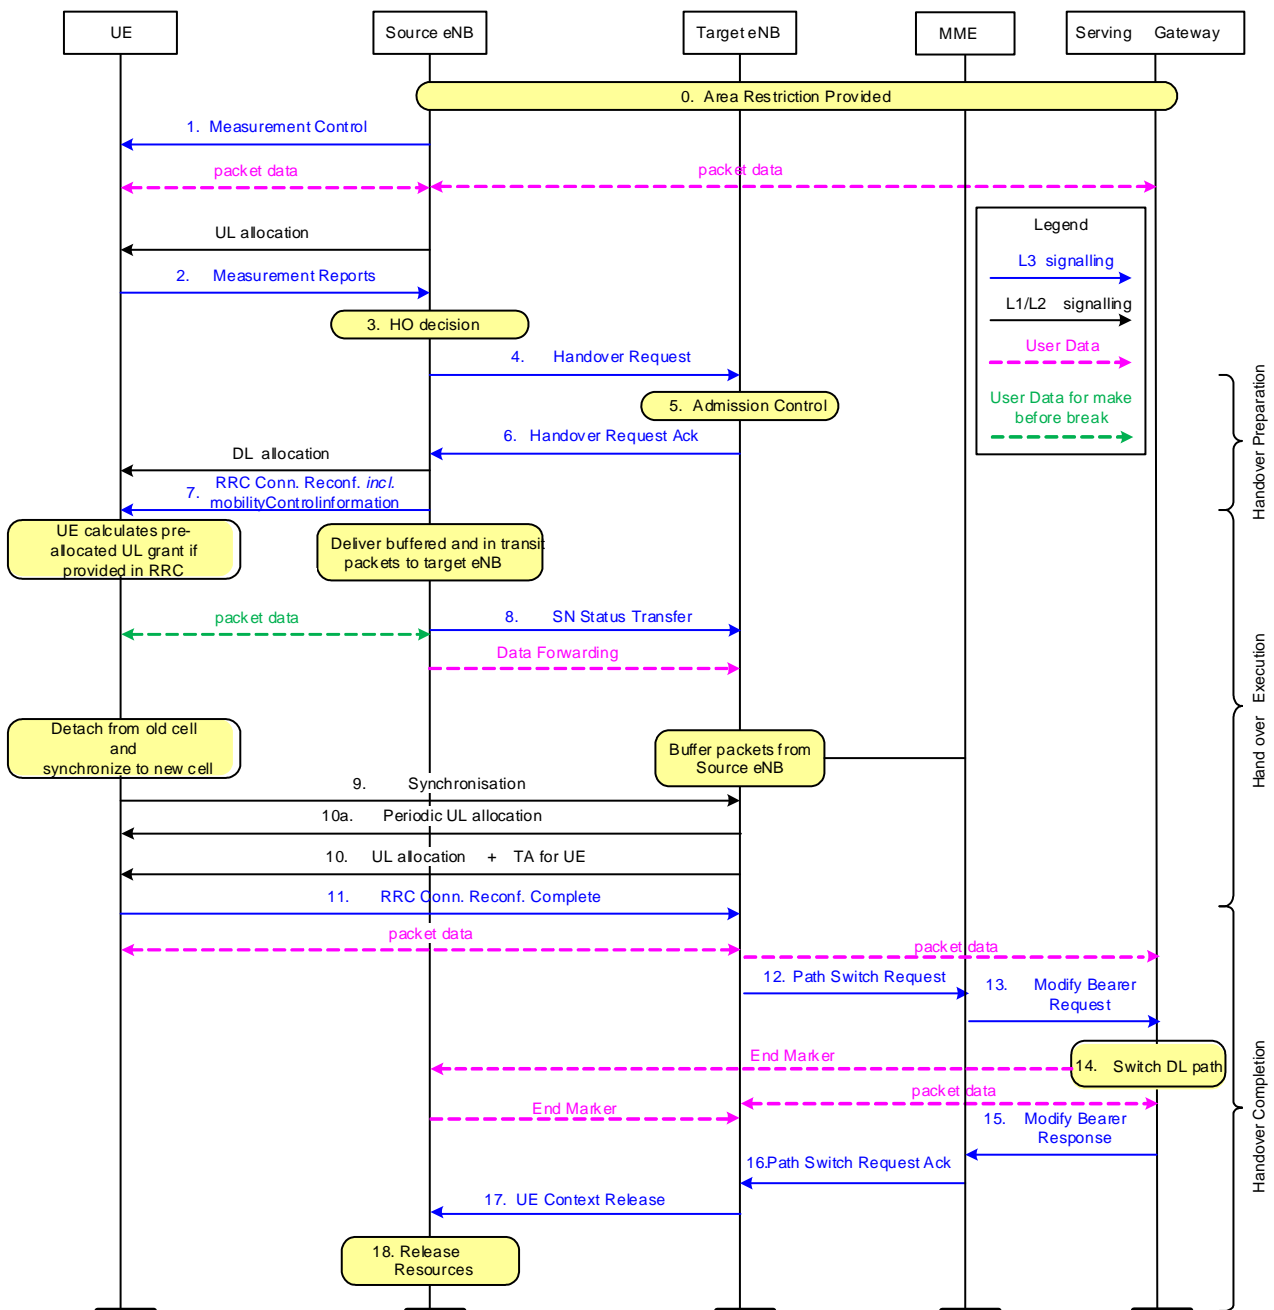 UE
Source eNB
Target eNB
MME
Serving Gateway
0. Area Restriction Provided
1. Measurement Control
packet data
packet data
Legend
L3 signalling
L1/L2 signalling
User Data
User Data for make
before break
UL allocation
2. Measurement Reports
3. HO decision
4. Handover Request
5. Admission Control
6. Handover Request Ack
DL allocation
7. RRC Conn. Reconf. incl.
mobilityControlinformation
Handover Preparation
UE calculates pre-
allocated UL grant if
provided in RRC
Deliver buffered and in transit
packets to target eNB
packet data
8. SN Status Transfer
Data Forwarding
Detach from old cell
and
synchronize to new cell
Buffer packets from
Source eNB
Hand over Execution
9. Synchronisation
10a. Periodic UL allocation
10. UL allocation + TA for UE
11. RRC Conn. Reconf. Complete
packet data
packet data
12. Path Switch Request
13. Modify Bearer
Request
End Marker
14. Switch DL path
packet data
End Marker
15. Modify Bearer
Response
16.Path Switch Request Ack
17. UE Context Release
18. Release
Resources
Handover Completion